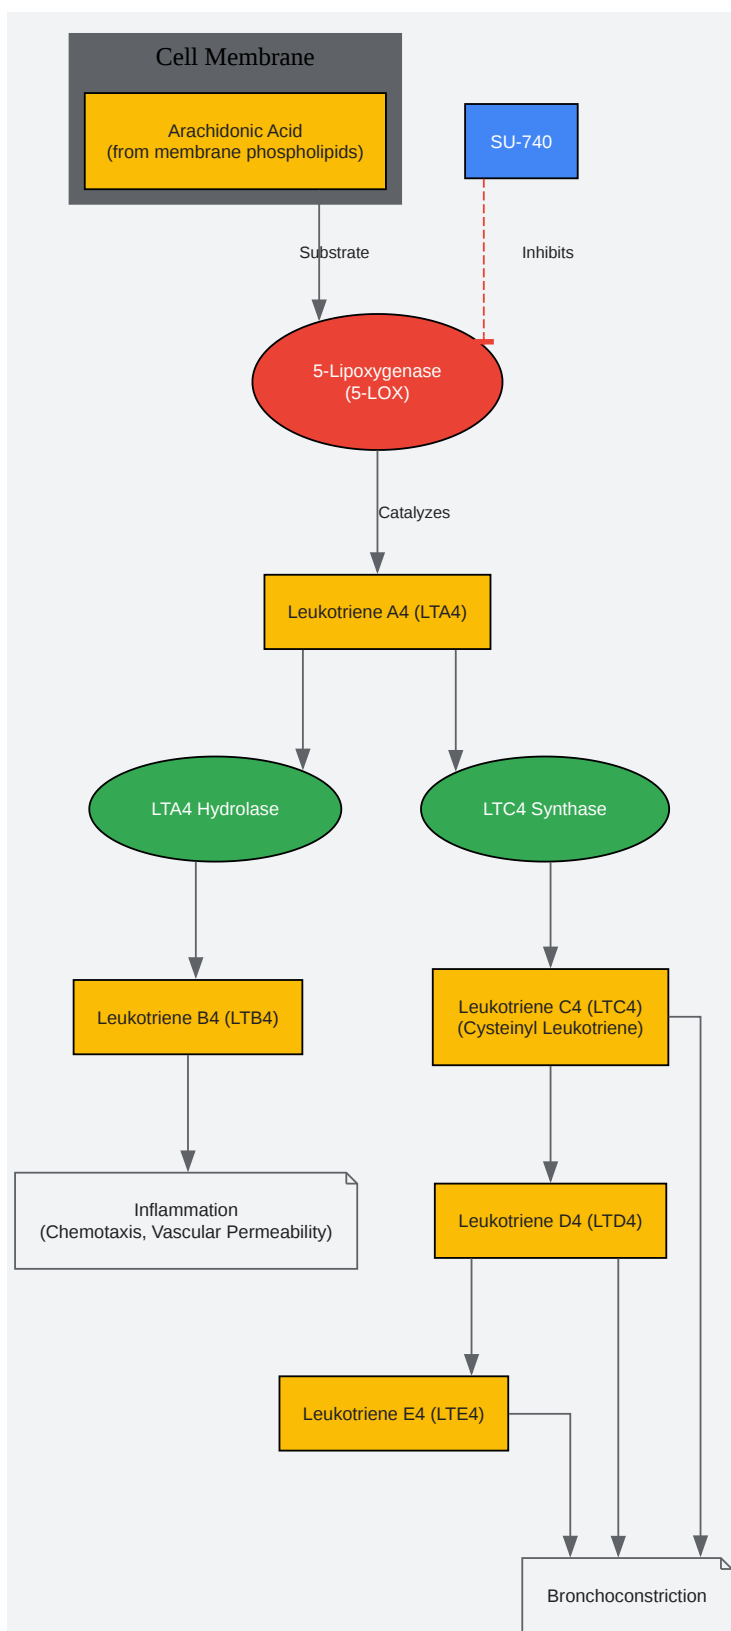 Cell Membrane
Arachidonic Acid
(from membrane phospholipids)
SU-740
Substrate
Inhibits
5-Lipoxygenase
(5-LOX)
Catalyzes
Leukotriene A4 (LTA4)
LTA4 Hydrolase
LTC4 Synthase
Leukotriene B4 (LTB4)
Leukotriene C4 (LTC4)
(Cysteinyl Leukotriene)
Inflammation
(Chemotaxis, Vascular Permeability)
Leukotriene D4 (LTD4)
Leukotriene E4 (LTE4)
Bronchoconstriction